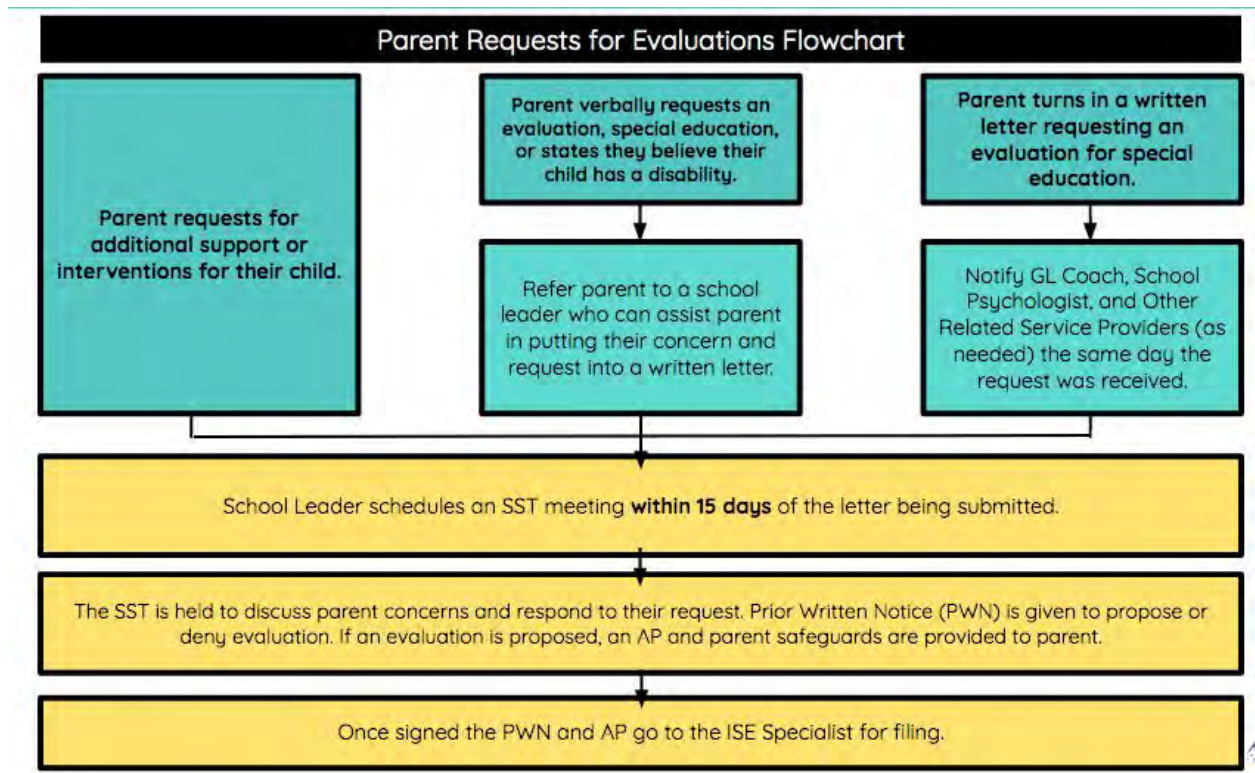 Parent Requests for Evaluations Flowchart
Parent requests for
additional support or
interventions for their child.
Parent verbally requests an
evaluation, special education,
or states they believe their
child has a disability.
Refer parent to a school
leader who can assist parent
in putting their concern and
request into a written letter.
Parent turns in a written
letter requesting an
evaluation for special
education.
Notify GL Coach, School
Psychologist, and Other
Related Service Providers (as
needed) the same day the
request was received.
School Leader schedules an SST meeting within 15 days of the letter being submitted.
The SST is held to discuss parent concerns and respond to their request. Prior Written Notice (PWN) is given to propose or
deny evaluation. If an evaluation is proposed, an AP and parent safeguards are provided to parent.
Once signed the PWN and AP go to the ISE Specialist for filing.